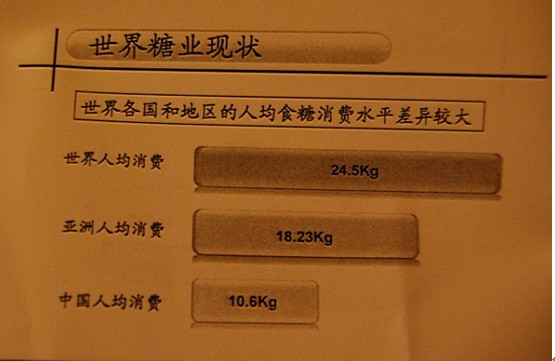 世界糖业现状
世界各国和地区的人均食糖消费水平差异较大
世界人均消费 24.5Kg
亚洲人均消费 18.23Kg
中国人均消费 10.6Kg